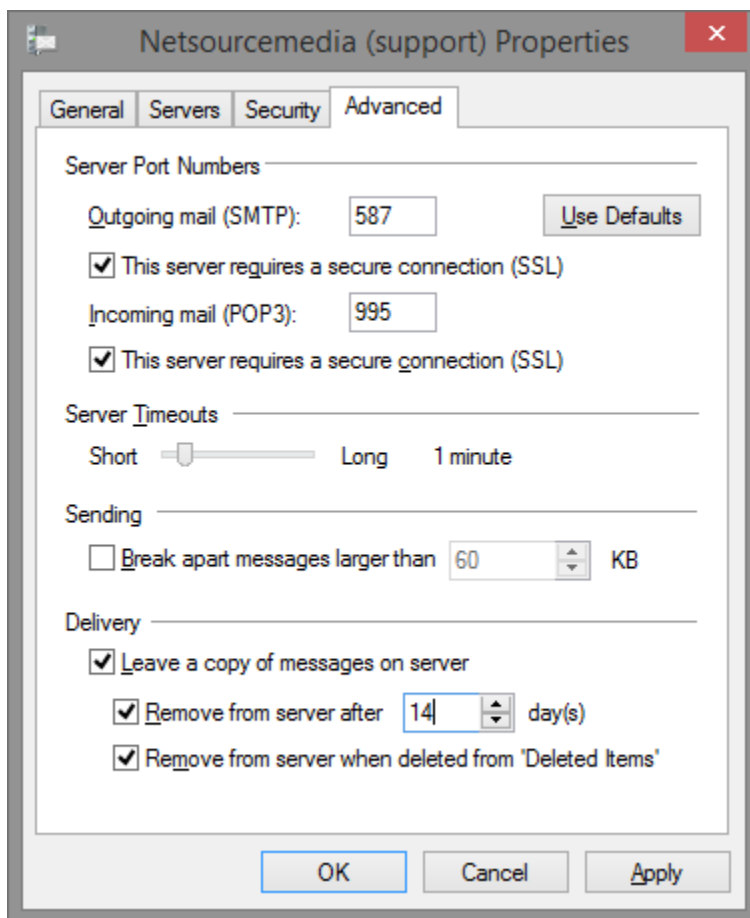 Netsourcemedia (support) Properties
General Servers Security Advanced
Server Port Numbers
Outgoing mail (SMTP): 587 Use Defaults
This server requires a secure connection (SSL)
Incoming mail (POP3): 995
This server requires a secure connection (SSL)
Server Timeouts
Short Long 1 minute
Sending
Break apart messages larger than 60 KB
Delivery
Leave a copy of messages on server
Remove from server after 14 day(s)
Remove from server when deleted from 'Deleted Items'
OK Cancel Apply